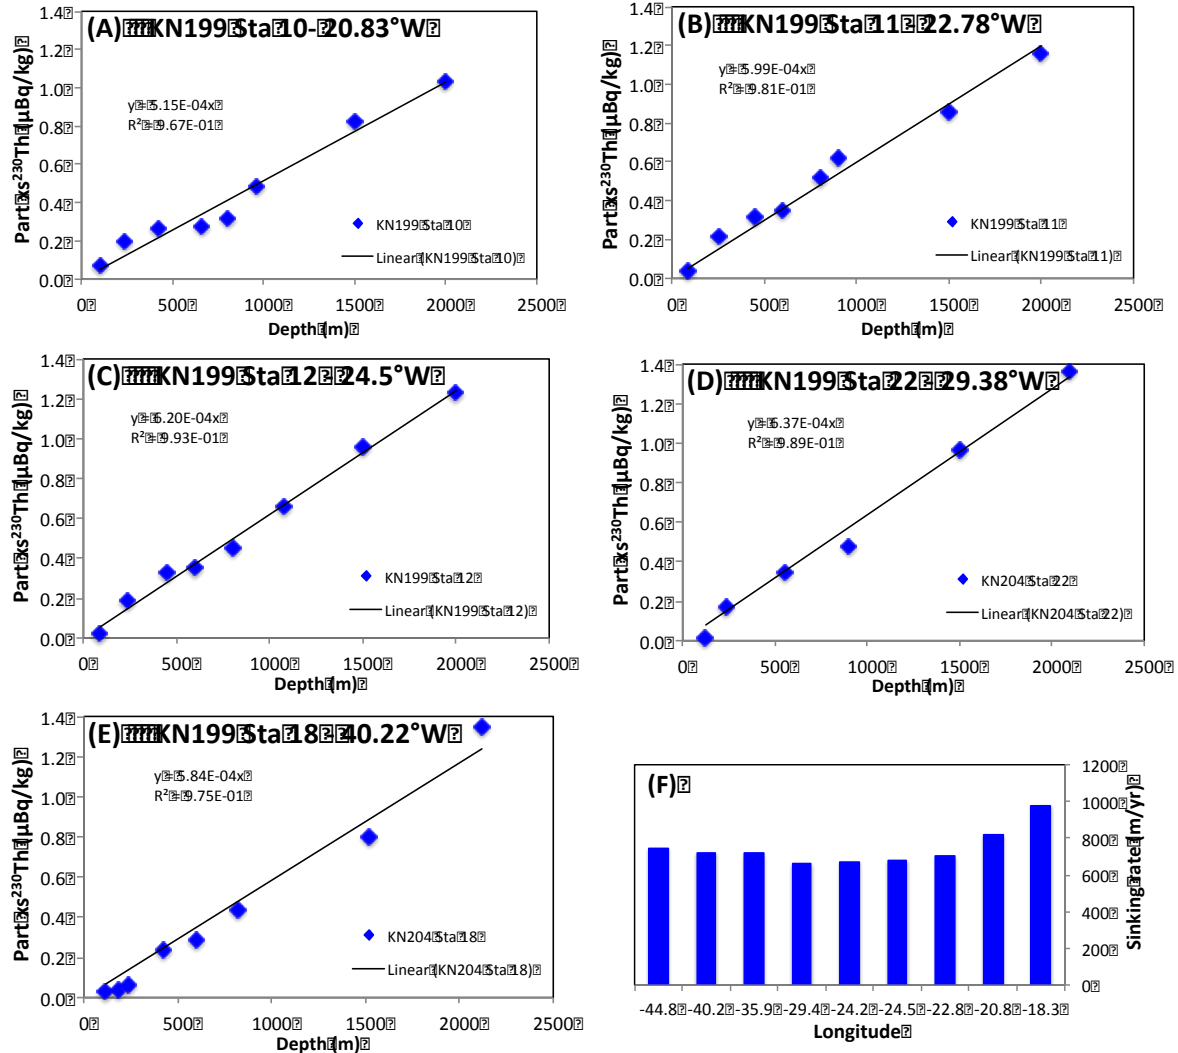 (A) KN199 Sta 10- 20.83°W
1.4
1.2
1.0
0.8
0.6
0.4
0.2
0.0
Part xs²³⁰Th (µBq/kg)
y = 5.15E-04x
R² = 9.67E-01
KN199 Sta 10
Linear (KN199 Sta 10)
0 500 1000 1500 2000 2500
Depth (m)
(B) KN199 Sta 11 - 22.78°W
1.4
1.2
1.0
0.8
0.6
0.4
0.2
0.0
Part xs²³⁰Th (µBq/kg)
y = 5.99E-04x
R² = 9.81E-01
KN199 Sta 11
Linear (KN199 Sta 11)
0 500 1000 1500 2000 2500
Depth (m)
(C) KN199 Sta 12 - 24.5°W
1.4
1.2
1.0
0.8
0.6
0.4
0.2
0.0
Part xs²³⁰Th (µBq/kg)
y = 6.20E-04x
R² = 9.93E-01
KN199 Sta 12
Linear (KN199 Sta 12)
0 500 1000 1500 2000 2500
Depth (m)
(D) KN199 Sta 22 - 29.38°W
1.4
1.2
1.0
0.8
0.6
0.4
0.2
0.0
Part xs²³⁰Th (µBq/kg)
y = 6.37E-04x
R² = 9.89E-01
KN204 Sta 22
Linear (KN204 Sta 22)
0 500 1000 1500 2000 2500
Depth (m)
(E) KN199 Sta 18 - 40.22°W
1.4
1.2
1.0
0.8
0.6
0.4
0.2
0.0
Part xs²³⁰Th (µBq/kg)
y = 5.84E-04x
R² = 9.75E-01
KN204 Sta 18
Linear (KN204 Sta 18)
0 500 1000 1500 2000 2500
Depth (m)
(F)
1200
1000
800
600
400
200
0
Sinking rate (m/yr)
-44.8 -40.2 -35.9 -29.4 -24.2 -24.5 -22.8 -20.8 -18.3
Longitude